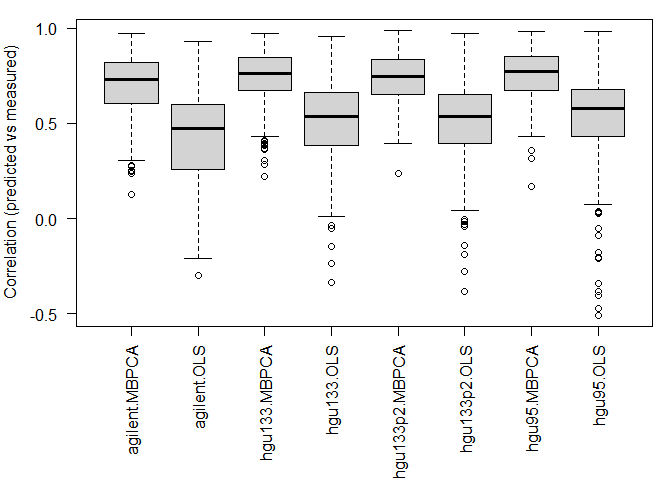 Correlation (predicted vs measured)
1.0
0.5
0.0
-0.5
agilent.MBPCA
agilent.OLS
hgu133.MBPCA
hgu133.OLS
hgu133p2.MBPCA
hgu133p2.OLS
hgu95.MBPCA
hgu95.OLS